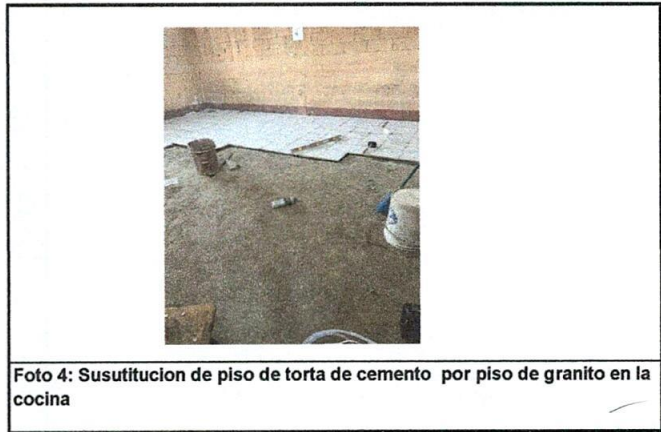 Foto 4: Susutitucion de piso de torta de cemento por piso de granito en la
cocina